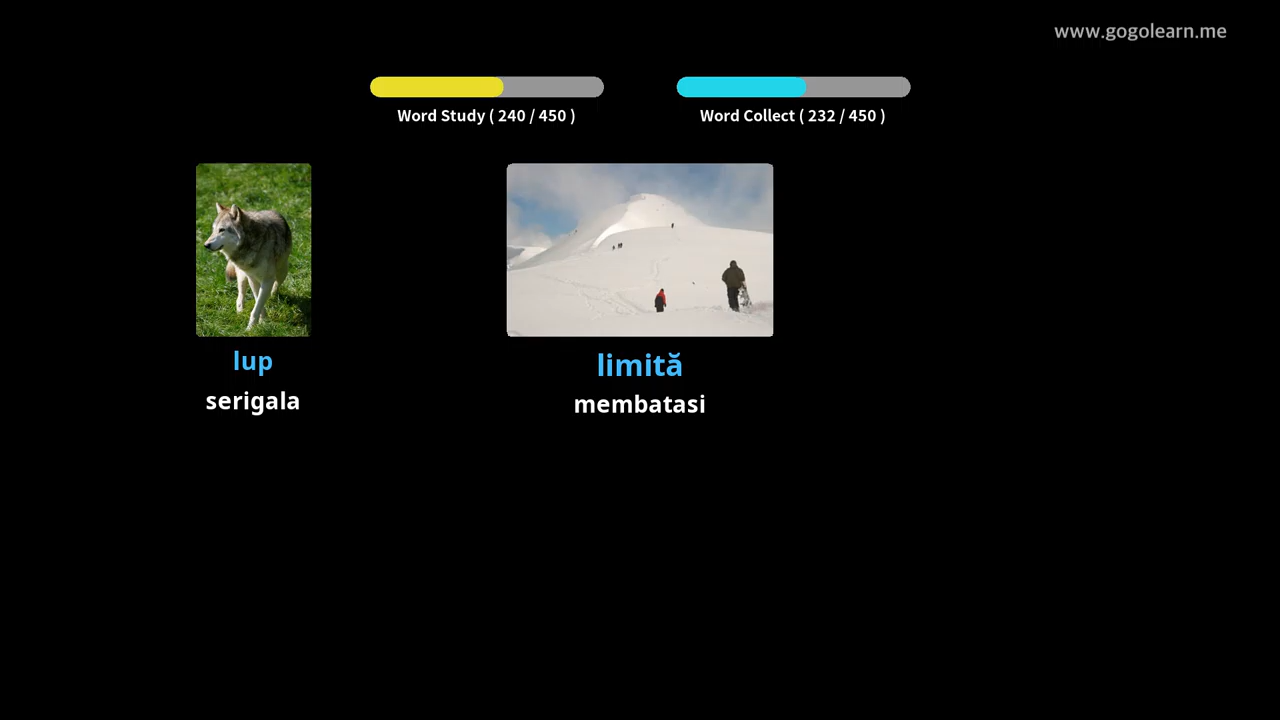 www.gogolearn.me
Word Study ( 240 / 450 )
Word Collect ( 232 / 450 )
lup
serigala
limită
membatasi